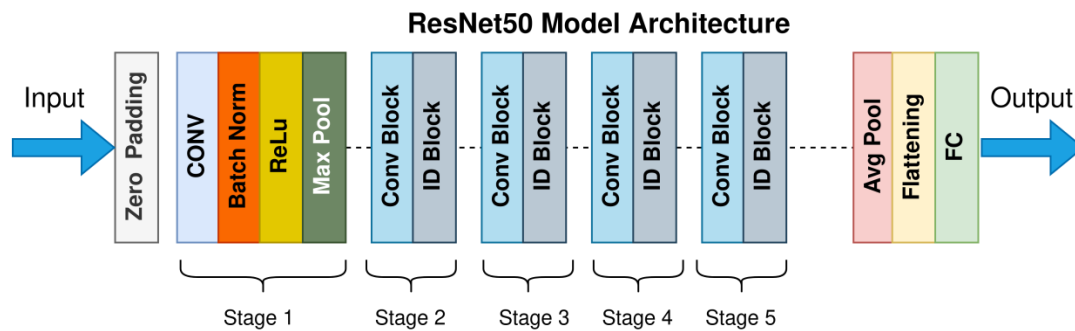 ResNet50 Model Architecture
Input
Zero Padding
CONV
Batch Norm
ReLu
Max Pool
Conv Block
ID Block
Conv Block
ID Block
Conv Block
ID Block
Conv Block
ID Block
Avg Pool
Flattening
FC
Output
Stage 1
Stage 2
Stage 3
Stage 4
Stage 5